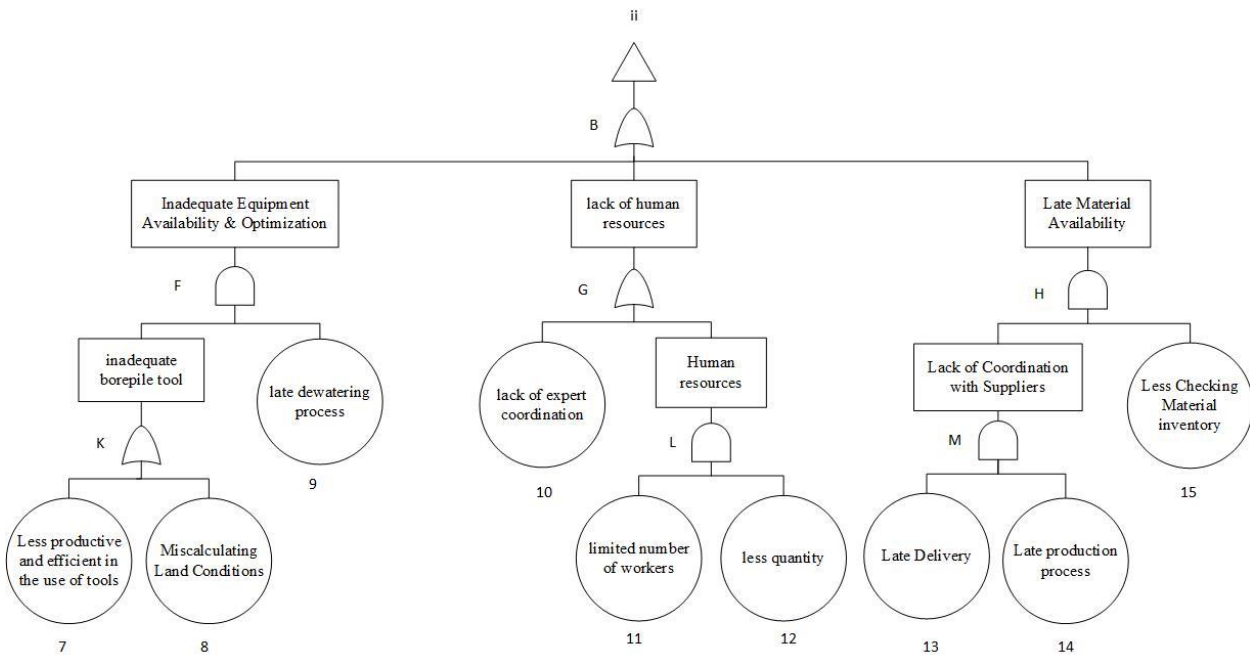 ii
B
Inadequate Equipment
Availability & Optimization
lack of human
resources
Late Material
Availability
F
G
H
inadequate
borepile tool
late dewatering
process
lack of expert
coordination
Human
resources
Lack of Coordination
with Suppliers
Less Checking
Material
inventory
K
L
M
9
10
15
Less productive
and efficient in
the use of tools
Miscalculating
Land Conditions
limited number
of workers
less quantity
Late Delivery
Late production
process
7
8
11
12
13
14